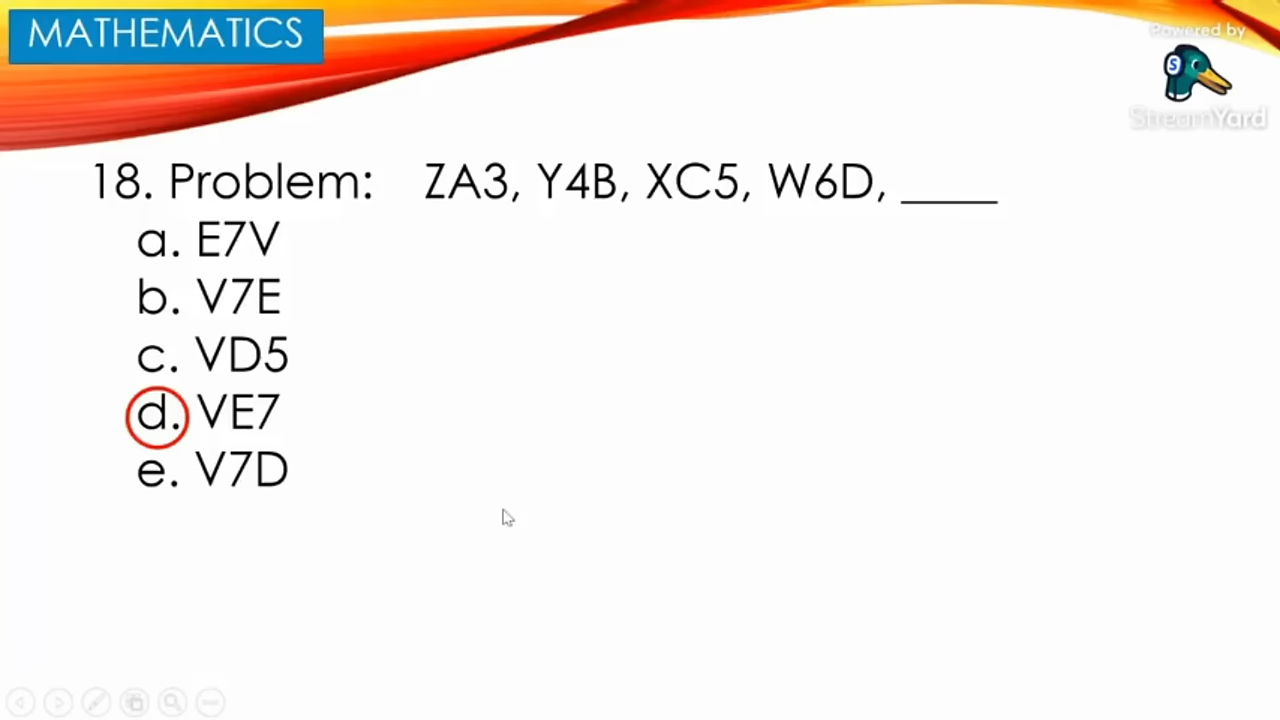 MATHEMATICS
Powered by
S
StreamYard
18. Problem: ZA3, Y4B, XC5, W6D, ____
a. E7V
b. V7E
c. VD5
d. VE7
e. V7D